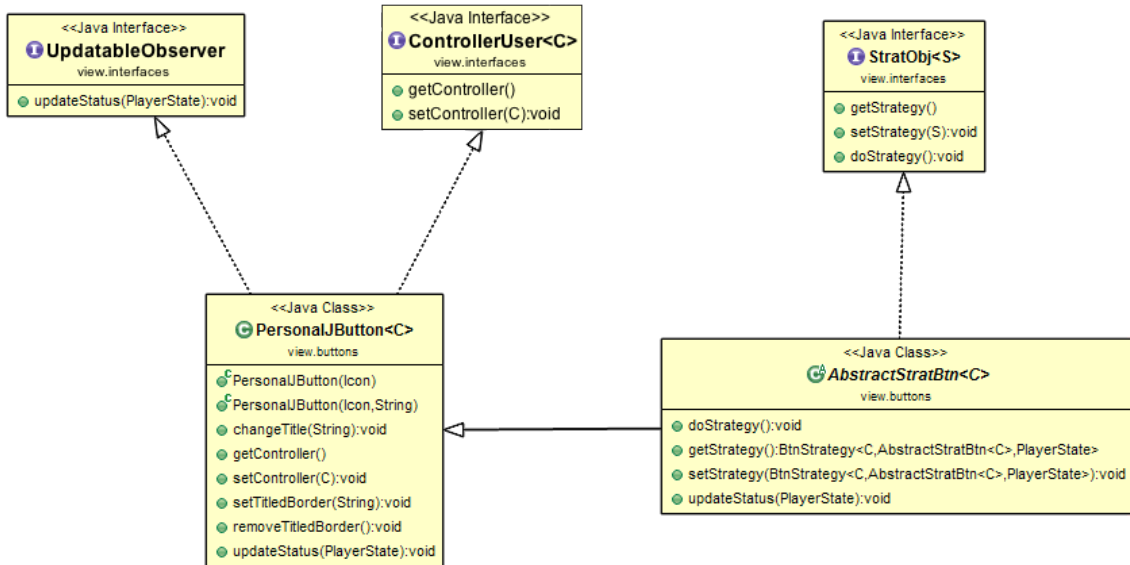 <<Java Interface>>
UpdatableObserver
view.interfaces
updateStatus(PlayerState):void
<<Java Interface>>
ControllerUser<C>
view.interfaces
getController()
setController(C):void
<<Java Interface>>
StratObj<S>
view.interfaces
getStrategy()
setStrategy(S):void
doStrategy():void
<<Java Class>>
PersonalJButton<C>
view.buttons
PersonalJButton(Icon)
PersonalJButton(Icon,String)
changeTitle(String):void
getController()
setController(C):void
setTitledBorder(String):void
removeTitledBorder():void
updateStatus(PlayerState):void
<<Java Class>>
AbstractStratBtn<C>
view.buttons
doStrategy():void
getStrategy():BtnStrategy<C,AbstractStratBtn<C>,PlayerState>
setStrategy(BtnStrategy<C,AbstractStratBtn<C>,PlayerState>):void
updateStatus(PlayerState):void